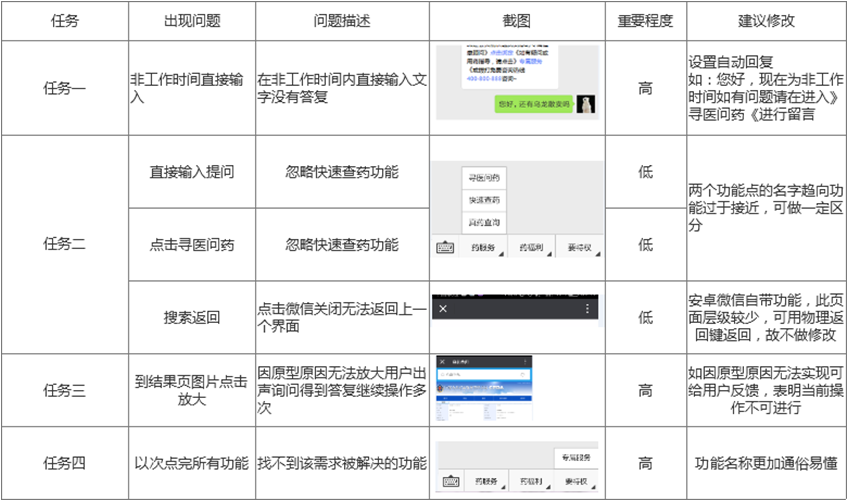 任务
出现问题
问题描述
截图
重要程度
建议修改
任务一
非工作时间直接输
入
在非工作时间内直接输入文
字没有答复
点击阅读
专属服务
400-800-888
您好，还有乌龙散卖吗
高
设置自动回复
如：您好，现在为非工作
时间如有问题请在进入》
寻医问药《进行留言
任务二
直接输入提问
忽略快速查药功能
寻医问药
快速查药
真药查询
药服务
药福利
要特权
低
两个功能点的名字趋向功
能过于接近，可做一定区
分
点击寻医问药
忽略快速查药功能
低
搜索返回
点击微信关闭无法返回上一
个界面
低
安卓微信自带功能，此页
面层级较少，可用物理返
回键返回，故不做修改
任务三
到结果页图片点击
放大
因原型原因无法放大用户出
声询问得到答复继续操作多
次
高
如因原型原因无法实现可
给用户反馈，表明当前操
作不可进行
任务四
以次点完所有功能
找不到该需求被解决的功能
专属服务
药服务
药福利
要特权
高
功能名称更加通俗易懂